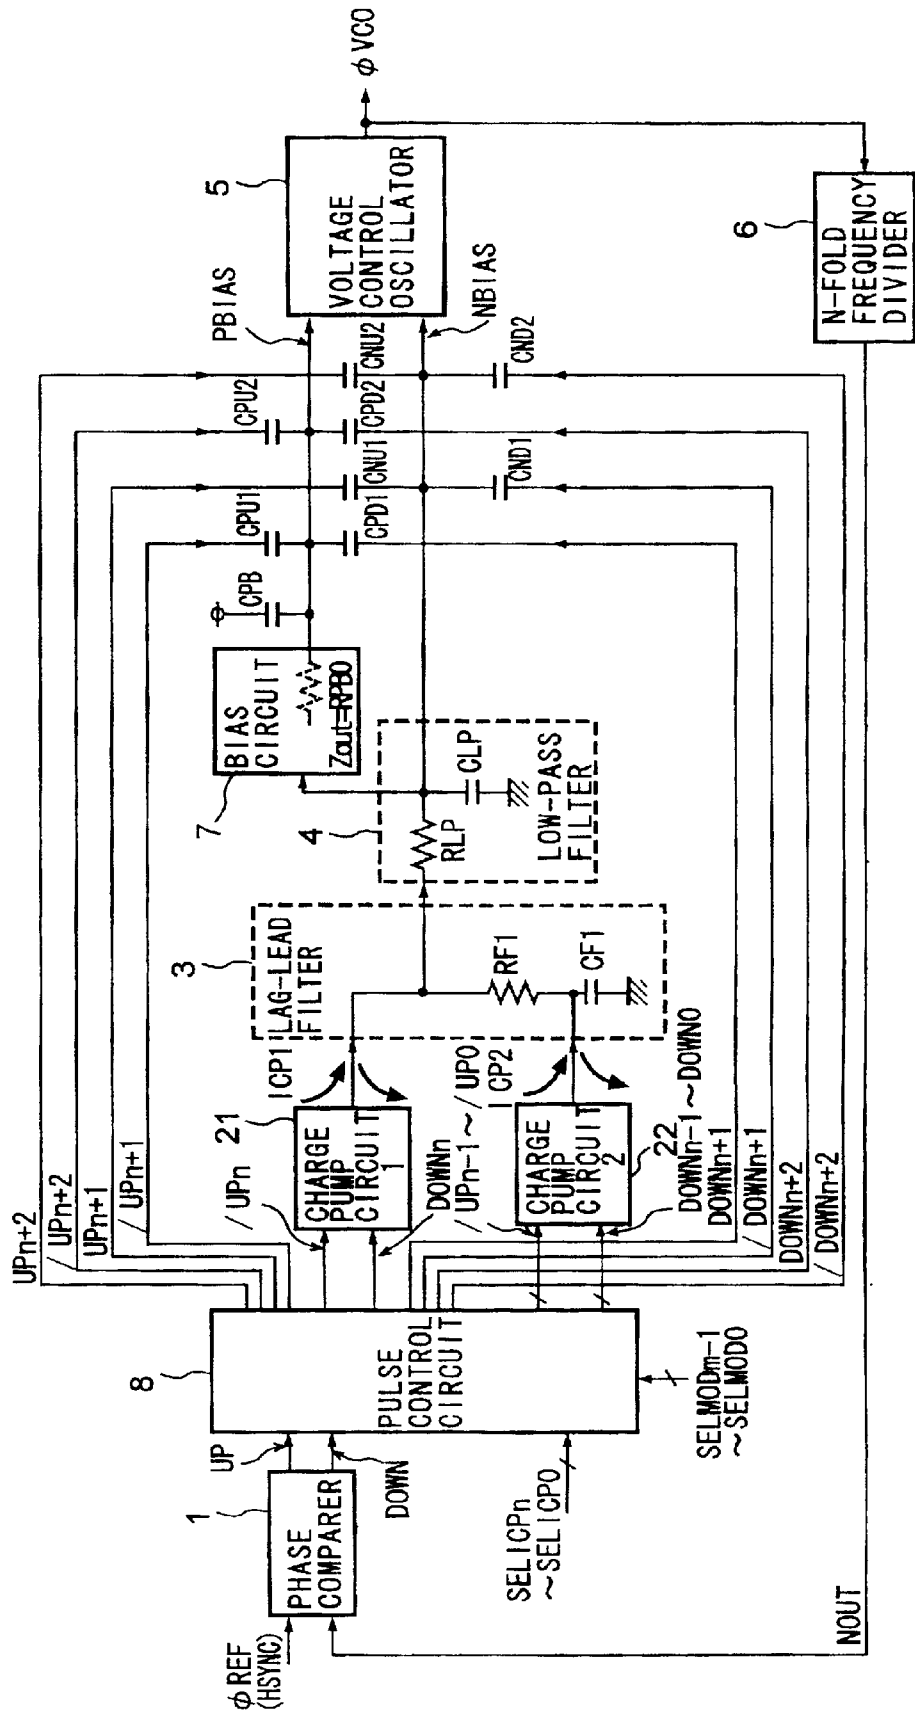 φREF
(HSYNC)
1
PHASE
COMPARER
UP
DOWN
8
PULSE
CONTROL
CIRCUIT
SELICPn
~SELICP0
SELMODm-1
~SELMOD0
NOUT
UPn+2
/UPn+2
UPn+1
/UPn+1
/UPn
21
CHARGE
PUMP
CIRCUIT
1
DOWNn
/UPn-1~/UP0
CHARGE
PUMP
CIRCUIT
2
22
DOWNn-1~DOWN0
DOWNn+1
/DOWNn+1
DOWNn+2
/DOWNn+2
ICP1
ICP2
3
LAG-LEAD
FILTER
RF1
CF1
4
RLP
CLP
LOW-PASS
FILTER
7
BIAS
CIRCUIT
Zout=RPBO
CPB
CPU1
CPD1
CNU1
CND1
CPU2
CPD2
CNU2
CND2
PBIAS
NBIAS
5
VOLTAGE
CONTROL
OSCILLATOR
φVCO
6
N-FOLD
FREQUENCY
DIVIDER